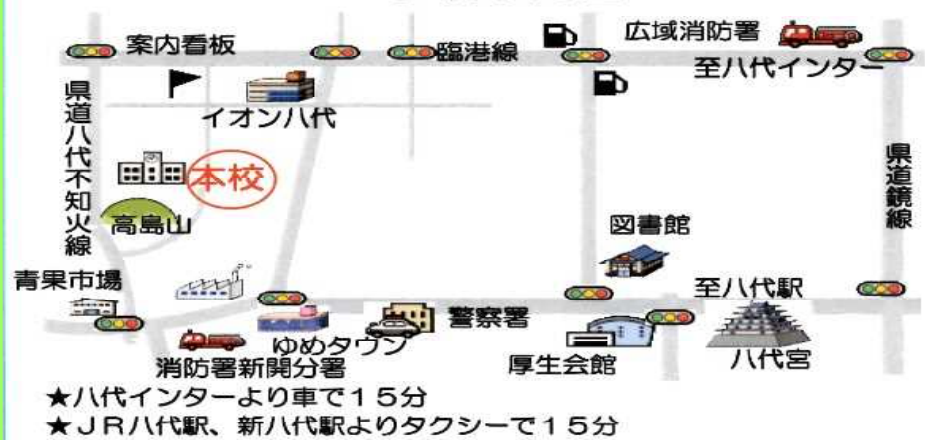 広域消防署
案内看板
臨港線
至八代インター
イオン八代
県道八代不知火線
県道鏡線
本校
高島山
図書館
青果市場
至八代駅
警察署
ゆめタウン
厚生会館
八代宮
消防署新開分署
★八代インターより車で15分
★JR八代駅、新八代駅よりタクシーで15分